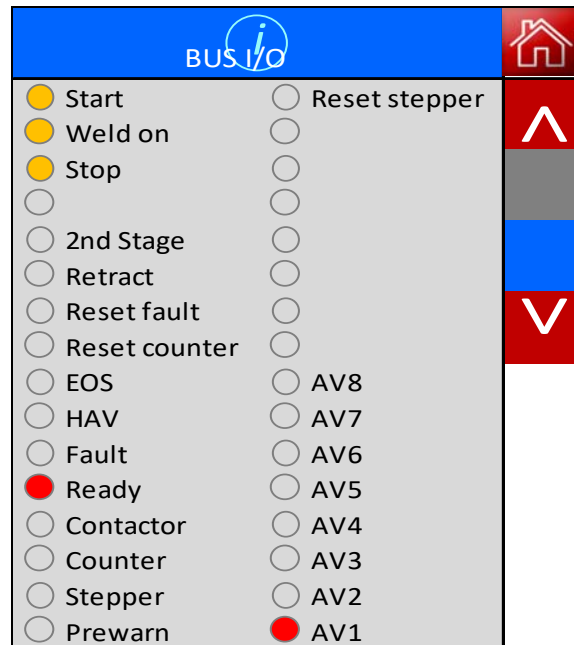 i
BUS I/O
Start
Reset stepper
Weld on
Stop
2nd Stage
Retract
Reset fault
Reset counter
EOS
AV8
HAV
AV7
Fault
AV6
Ready
AV5
Contactor
AV4
Counter
AV3
Stepper
AV2
Prewarn
AV1